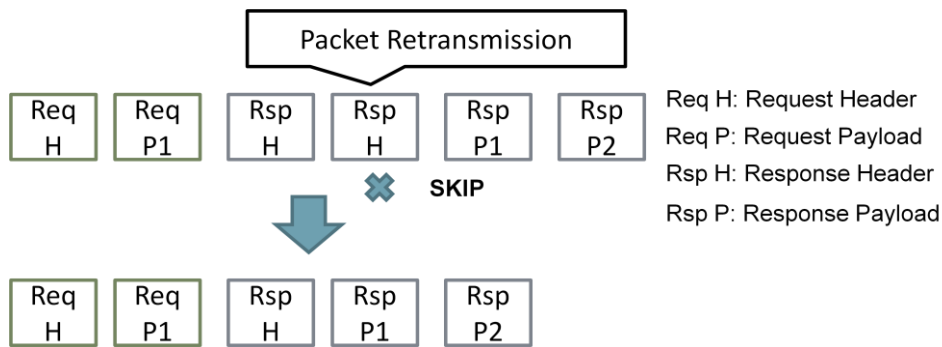 Packet Retransmission
Req
H
Req
P1
Rsp
H
Rsp
H
Rsp
P1
Rsp
P2
Req H: Request Header
Req P: Request Payload
Rsp H: Response Header
Rsp P: Response Payload
SKIP
Req
H
Req
P1
Rsp
H
Rsp
P1
Rsp
P2